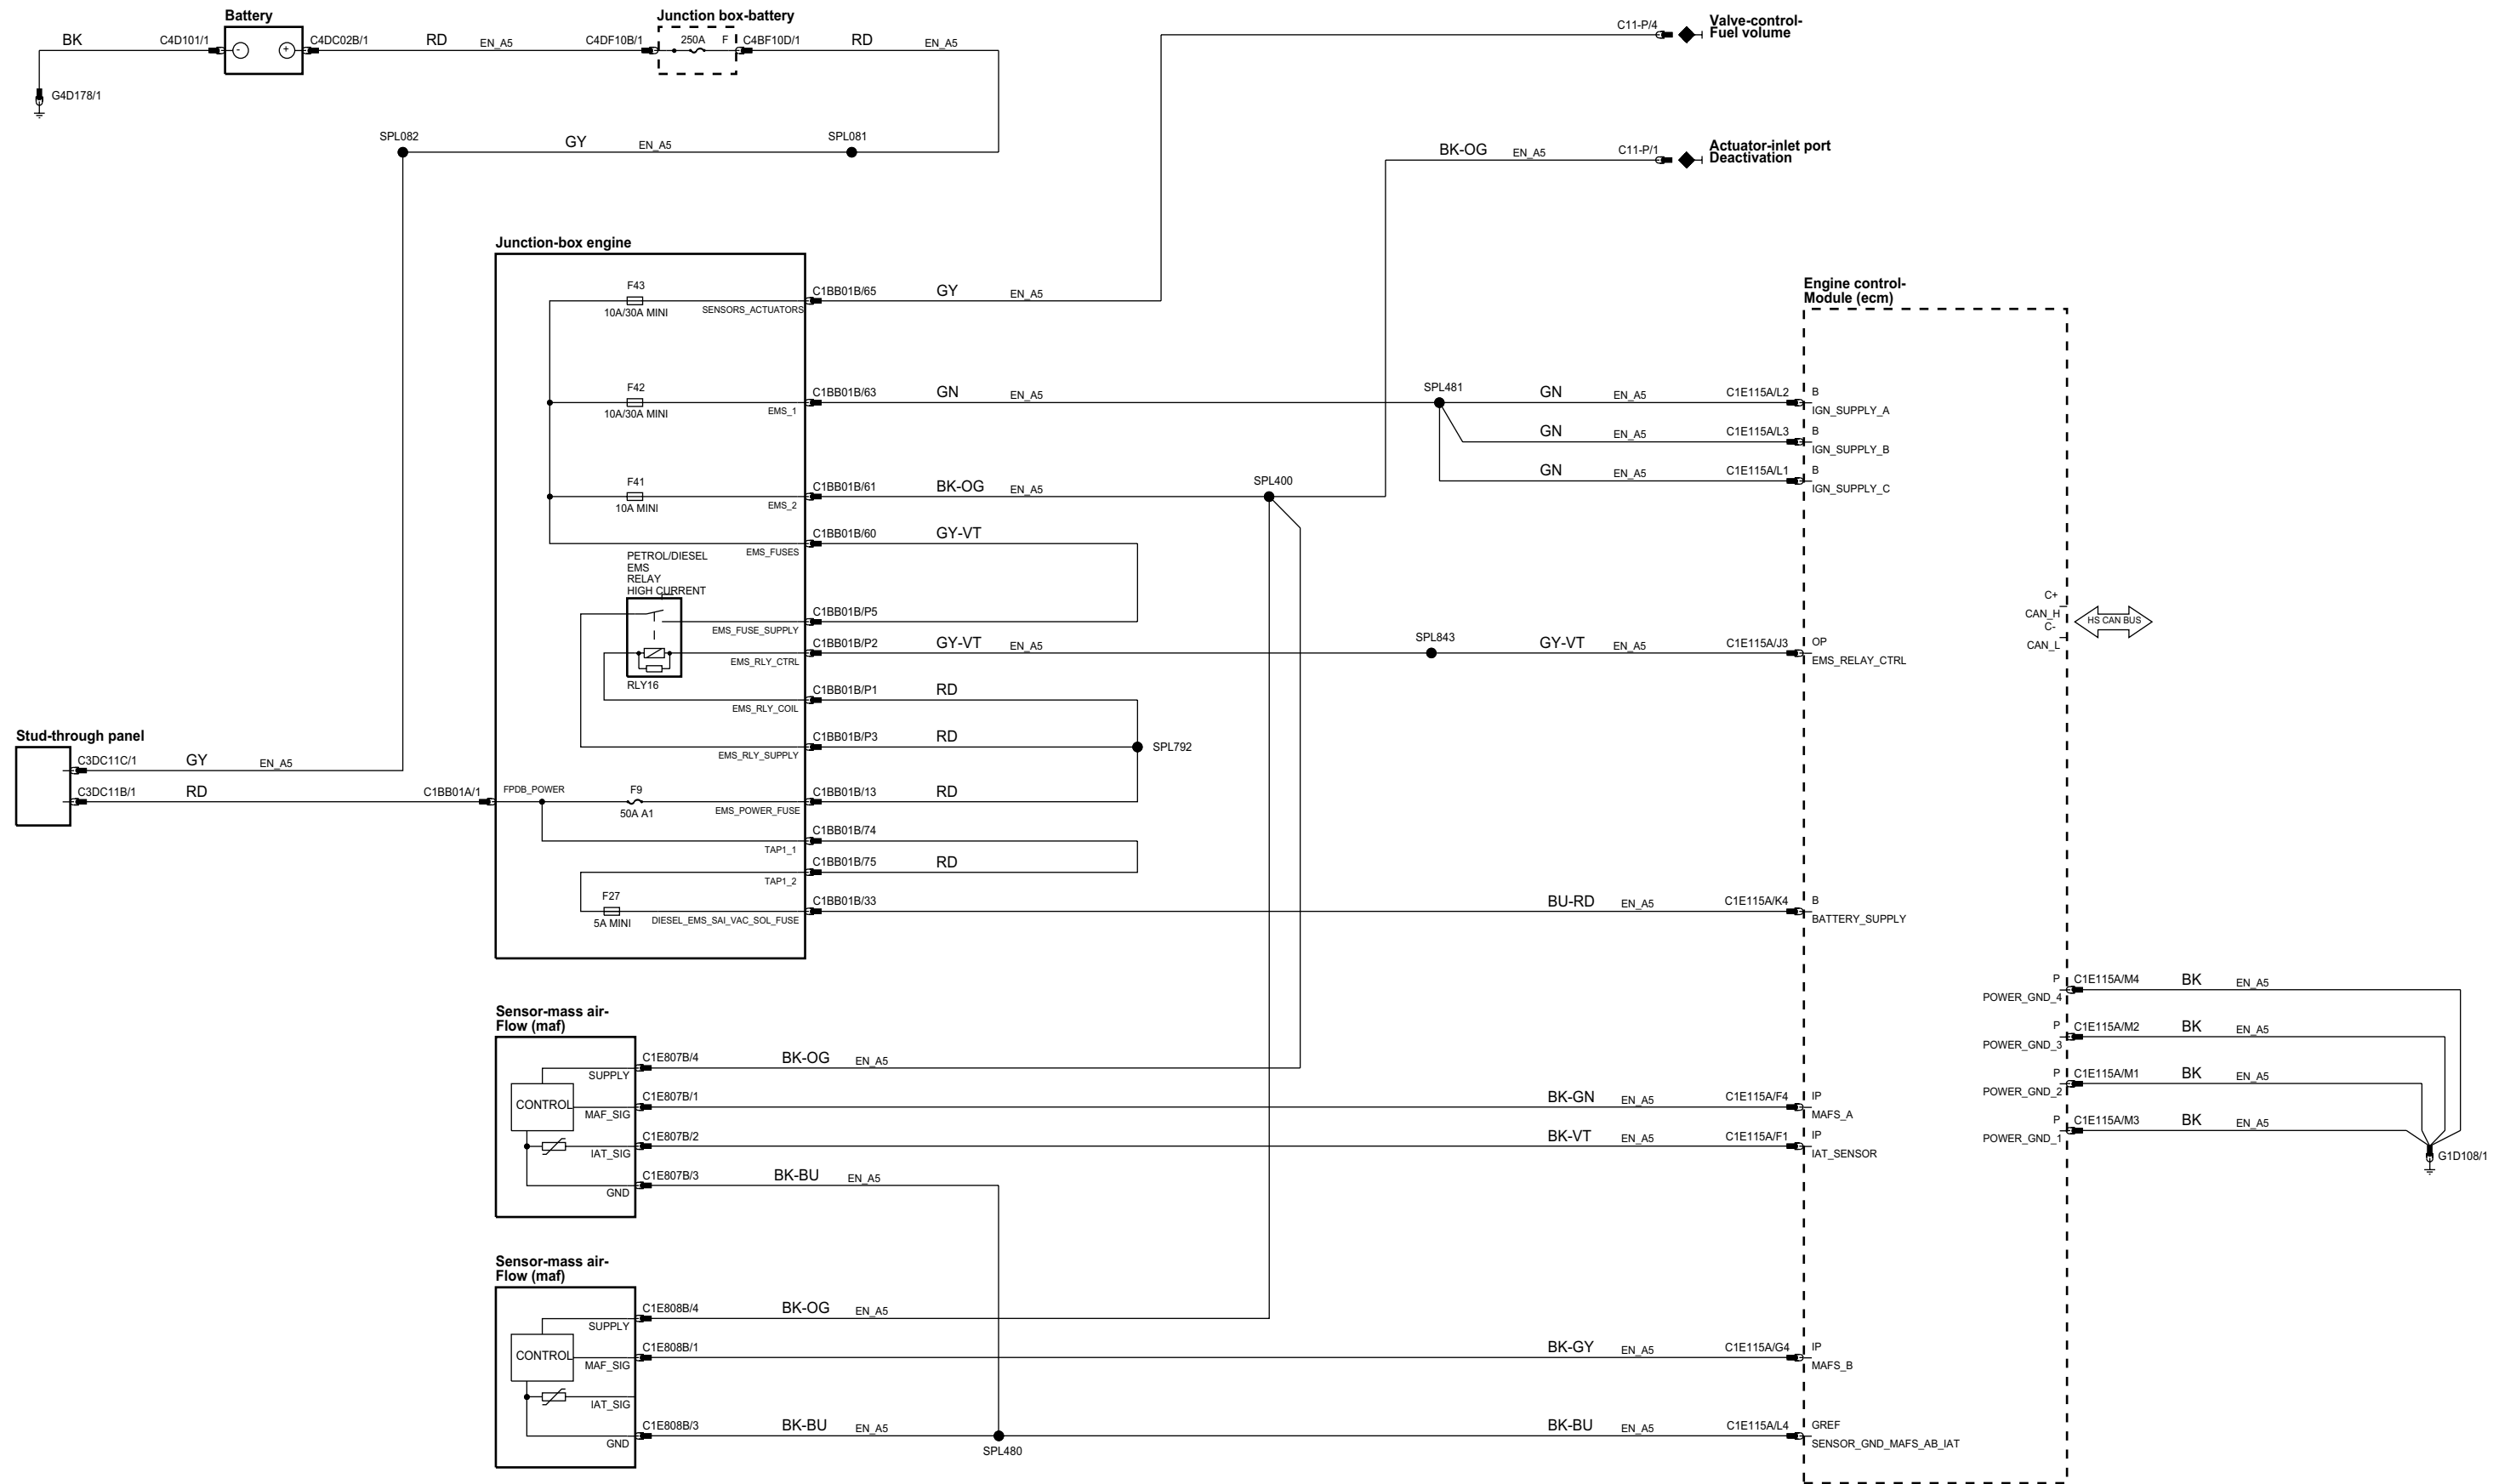 Battery
Junction box-battery
BK
C4D101/1
-
+
C4DC02B/1
RD
EN_A5
C4DF10B/1
250A
F
C4BF10D/1
RD
EN_A5
G4D178/1
C11-P/4
Valve-control-
Fuel volume
SPL082
GY
EN_A5
SPL081
BK-OG
EN_A5
C11-P/1
Actuator-inlet port
Deactivation
Junction-box engine
F43
10A/30A MINI
SENSORS_ACTUATORS
C1BB01B/65
GY
EN_A5
F42
10A/30A MINI
EMS_1
C1BB01B/63
GN
EN_A5
SPL481
F41
10A MINI
EMS_2
C1BB01B/61
BK-OG
EN_A5
SPL400
EMS_FUSES
C1BB01B/60
GY-VT
PETROL/DIESEL
EMS
RELAY
HIGH CURRENT
RLY16
EMS_FUSE_SUPPLY
C1BB01B/P5
EMS_RLY_CTRL
C1BB01B/P2
GY-VT
EN_A5
SPL843
GY-VT
EN_A5
C1E115A/J3
EMS_RLY_COIL
C1BB01B/P1
RD
EMS_RLY_SUPPLY
C1BB01B/P3
RD
SPL792
Stud-through panel
C3DC11C/1
GY
EN_A5
C3DC11B/1
RD
C1BB01A/1
FPDB_POWER
F9
50A A1
EMS_POWER_FUSE
C1BB01B/13
RD
TAP1_1
C1BB01B/74
TAP1_2
C1BB01B/75
RD
F27
5A MINI
DIESEL_EMS_SAI_VAC_SOL_FUSE
C1BB01B/33
BU-RD
EN_A5
C1E115A/K4
Engine control-
Module (ecm)
GN
EN_A5
C1E115A/L2
B
IGN_SUPPLY_A
GN
EN_A5
C1E115A/L3
B
IGN_SUPPLY_B
GN
EN_A5
C1E115A/L1
B
IGN_SUPPLY_C
C+
CAN_H
C-
CAN_L
HS CAN BUS
OP
EMS_RELAY_CTRL
B
BATTERY_SUPPLY
P
POWER_GND_4
C1E115A/M4
BK
EN_A5
P
POWER_GND_3
C1E115A/M2
BK
EN_A5
P
POWER_GND_2
C1E115A/M1
BK
EN_A5
P
POWER_GND_1
C1E115A/M3
BK
EN_A5
G1D108/1
Sensor-mass air-
Flow (maf)
CONTROL
SUPPLY
C1E807B/4
BK-OG
EN_A5
MAF_SIG
C1E807B/1
BK-GN
EN_A5
C1E115A/F4
IP
MAFS_A
IAT_SIG
C1E807B/2
BK-VT
EN_A5
C1E115A/F1
IP
IAT_SENSOR
GND
C1E807B/3
BK-BU
EN_A5
Sensor-mass air-
Flow (maf)
CONTROL
SUPPLY
C1E808B/4
BK-OG
EN_A5
MAF_SIG
C1E808B/1
BK-GY
EN_A5
C1E115A/G4
IP
MAFS_B
IAT_SIG
GND
C1E808B/3
BK-BU
EN_A5
SPL480
BK-BU
EN_A5
C1E115A/L4
GREF
SENSOR_GND_MAFS_AB_IAT